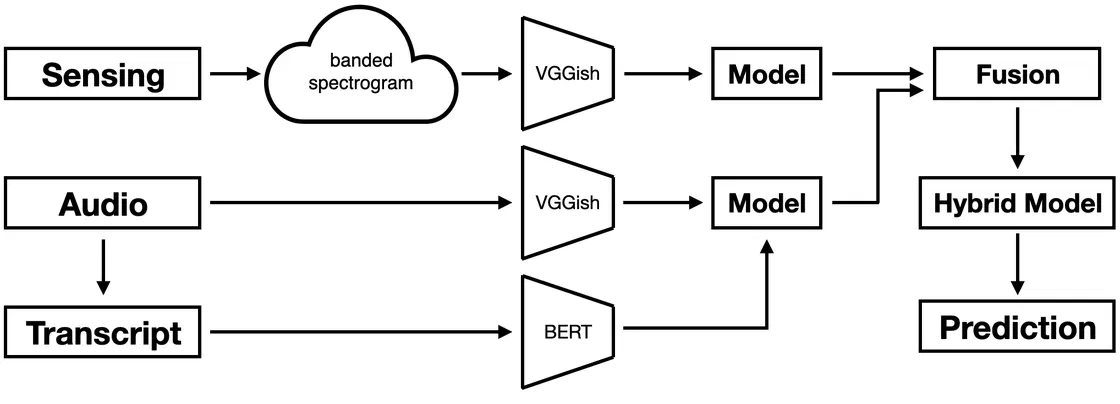 Sensing
banded
spectrogram
VGGish
Model
Fusion
Audio
VGGish
Model
Hybrid Model
Transcript
BERT
Prediction